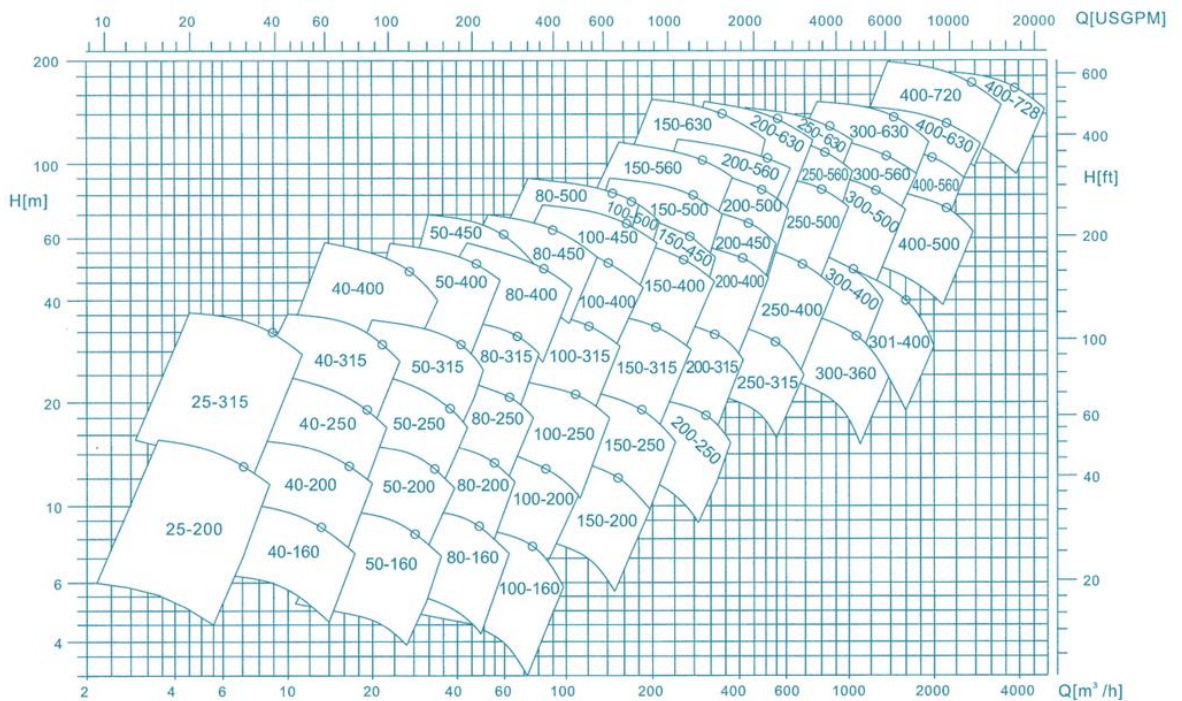 10 20 40 60 100 200 400 600 1000 2000 4000 6000 10000 20000 Q[USGPM]
200 600
400-720 400-728
150-630 200-630 250-630 300-630 400-630 400
100 150-560 200-560 250-560 300-560 400-560 H[ft]
H[m] 80-500 100-500 150-500 200-500 250-500 300-500 400-500
60 50-450 80-450 100-450 150-450 200-450 200
40 40-400 50-400 80-400 100-400 150-400 200-400 250-400 300-400 301-400
40-315 50-315 80-315 100-315 150-315 200-315 250-315 300-360 100
20 25-315 60
40-250 50-250 80-250 100-250 150-250 200-250
40-200 50-200 80-200 100-200 150-200 40
10 25-200
40-160 50-160 80-160 100-160
6 20
4
2 4 6 10 20 40 60 100 200 400 600 1000 2000 4000 Q[m³/h]